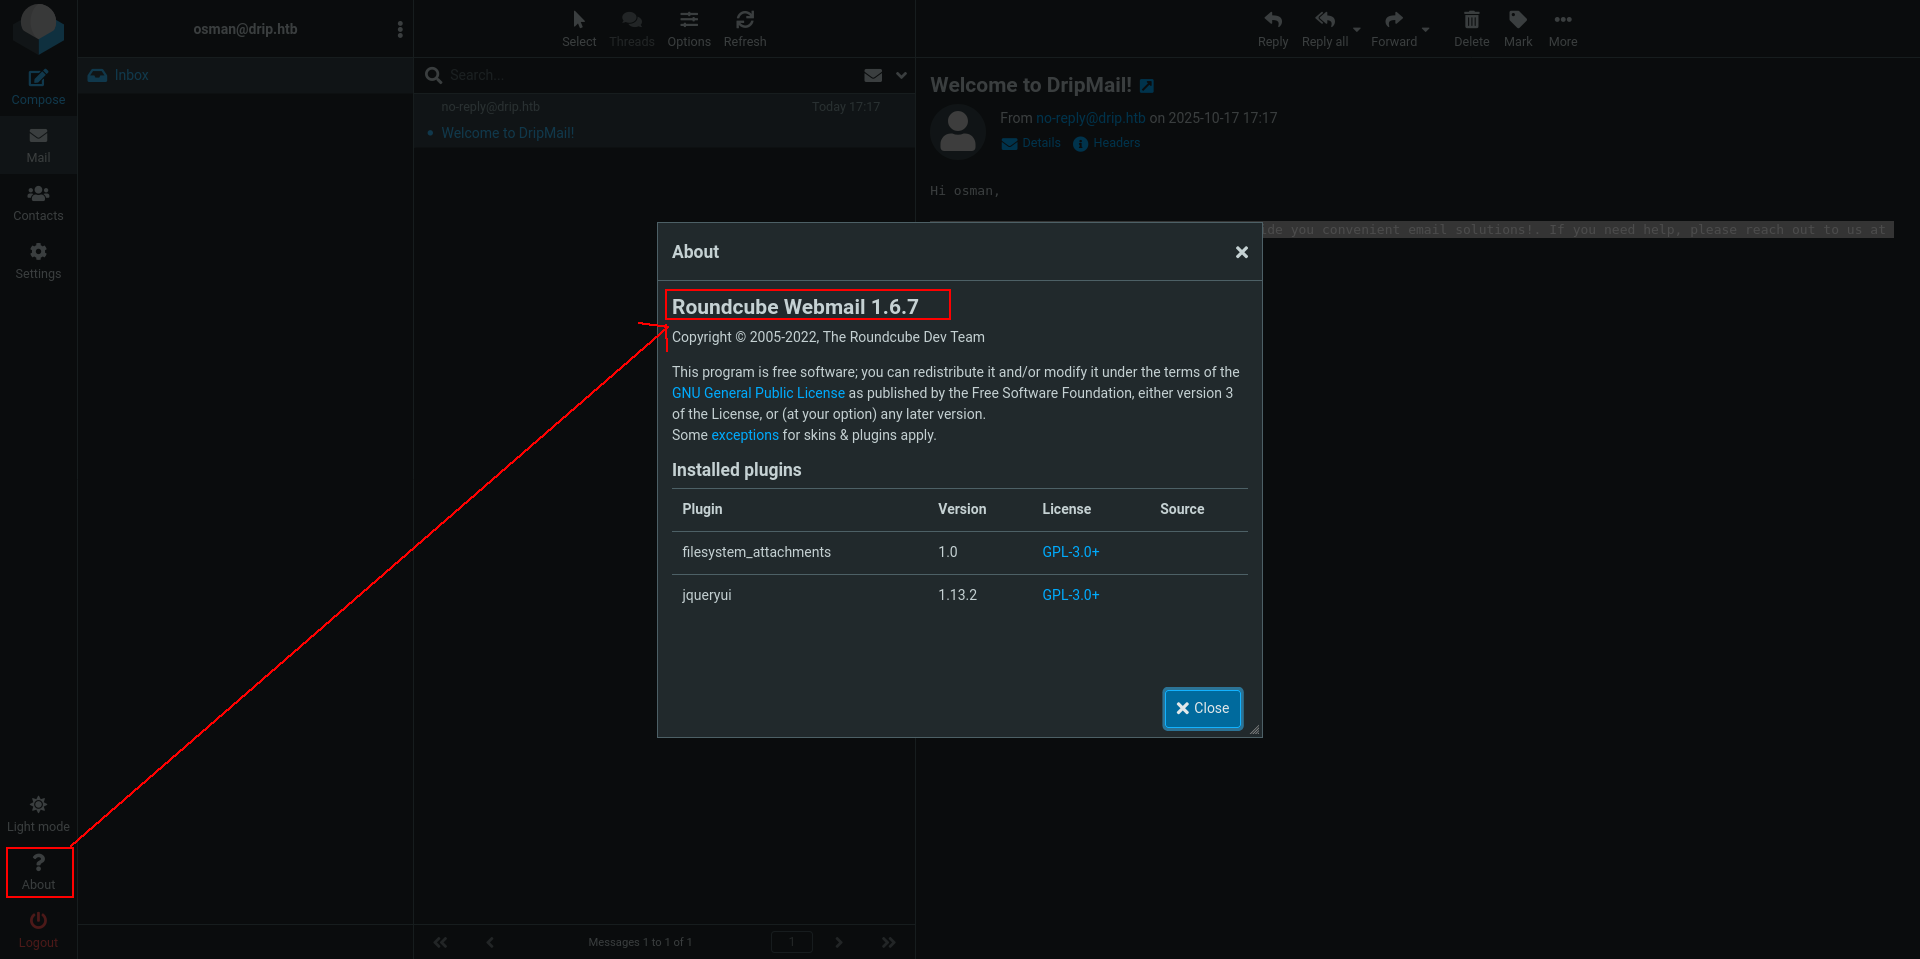 osman@drip.htb
Compose
Mail
Contacts
Settings
Light mode
About
Logout
Inbox
Select
Threads
Options
Refresh
Search...
no-reply@drip.htb
Today 17:17
Welcome to DripMail!
Messages 1 to 1 of 1
1
Reply
Reply all
Forward
Delete
Mark
More
Welcome to DripMail!
From no-reply@drip.htb on 2025-10-17 17:17
Details
Headers
Hi osman,
you convenient email solutions!. If you need help, please reach out to us at
About
Roundcube Webmail 1.6.7
Copyright © 2005-2022, The Roundcube Dev Team
This program is free software; you can redistribute it and/or modify it under the terms of the
GNU General Public License as published by the Free Software Foundation, either version 3
of the License, or (at your option) any later version.
Some exceptions for skins & plugins apply.
Installed plugins
Plugin Version License Source
filesystem_attachments 1.0 GPL-3.0+
jqueryui 1.13.2 GPL-3.0+
Close